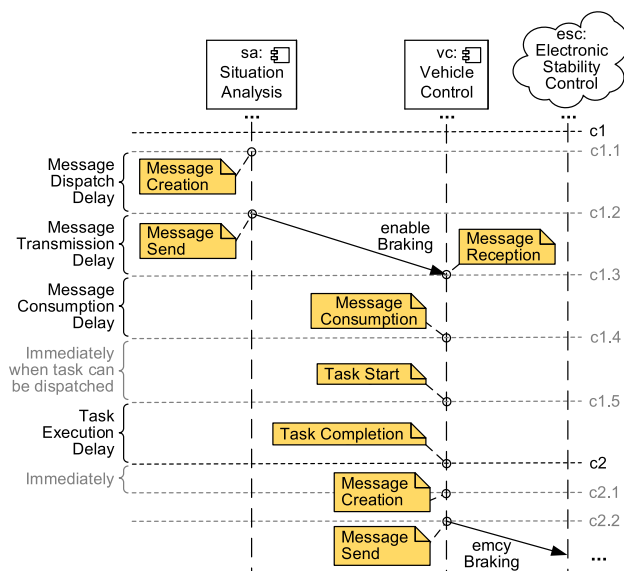 sa:
Situation
Analysis
vc:
Vehicle
Control
esc:
Electronic
Stability
Control
...
...
...
c1
c1.1
Message
Dispatch
Delay
Message
Creation
c1.2
Message
Transmission
Delay
Message
Send
enable
Braking
Message
Reception
c1.3
Message
Consumption
Delay
Message
Consumption
c1.4
Immediately
when task can
be dispatched
Task Start
c1.5
Task
Execution
Delay
Task Completion
c2
Immediately
Message
Creation
c2.1
c2.2
Message
Send
emcy
Braking
...